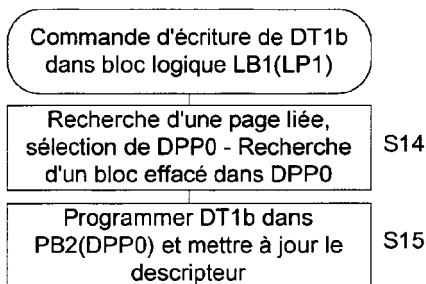 Commande d'écriture de DT1b
dans bloc logique LB1(LP1)
Recherche d'une page liée,
sélection de DPP0 - Recherche
d'un bloc effacé dans DPP0
S14
Programmer DT1b dans
PB2(DPP0) et mettre à jour le
descripteur
S15